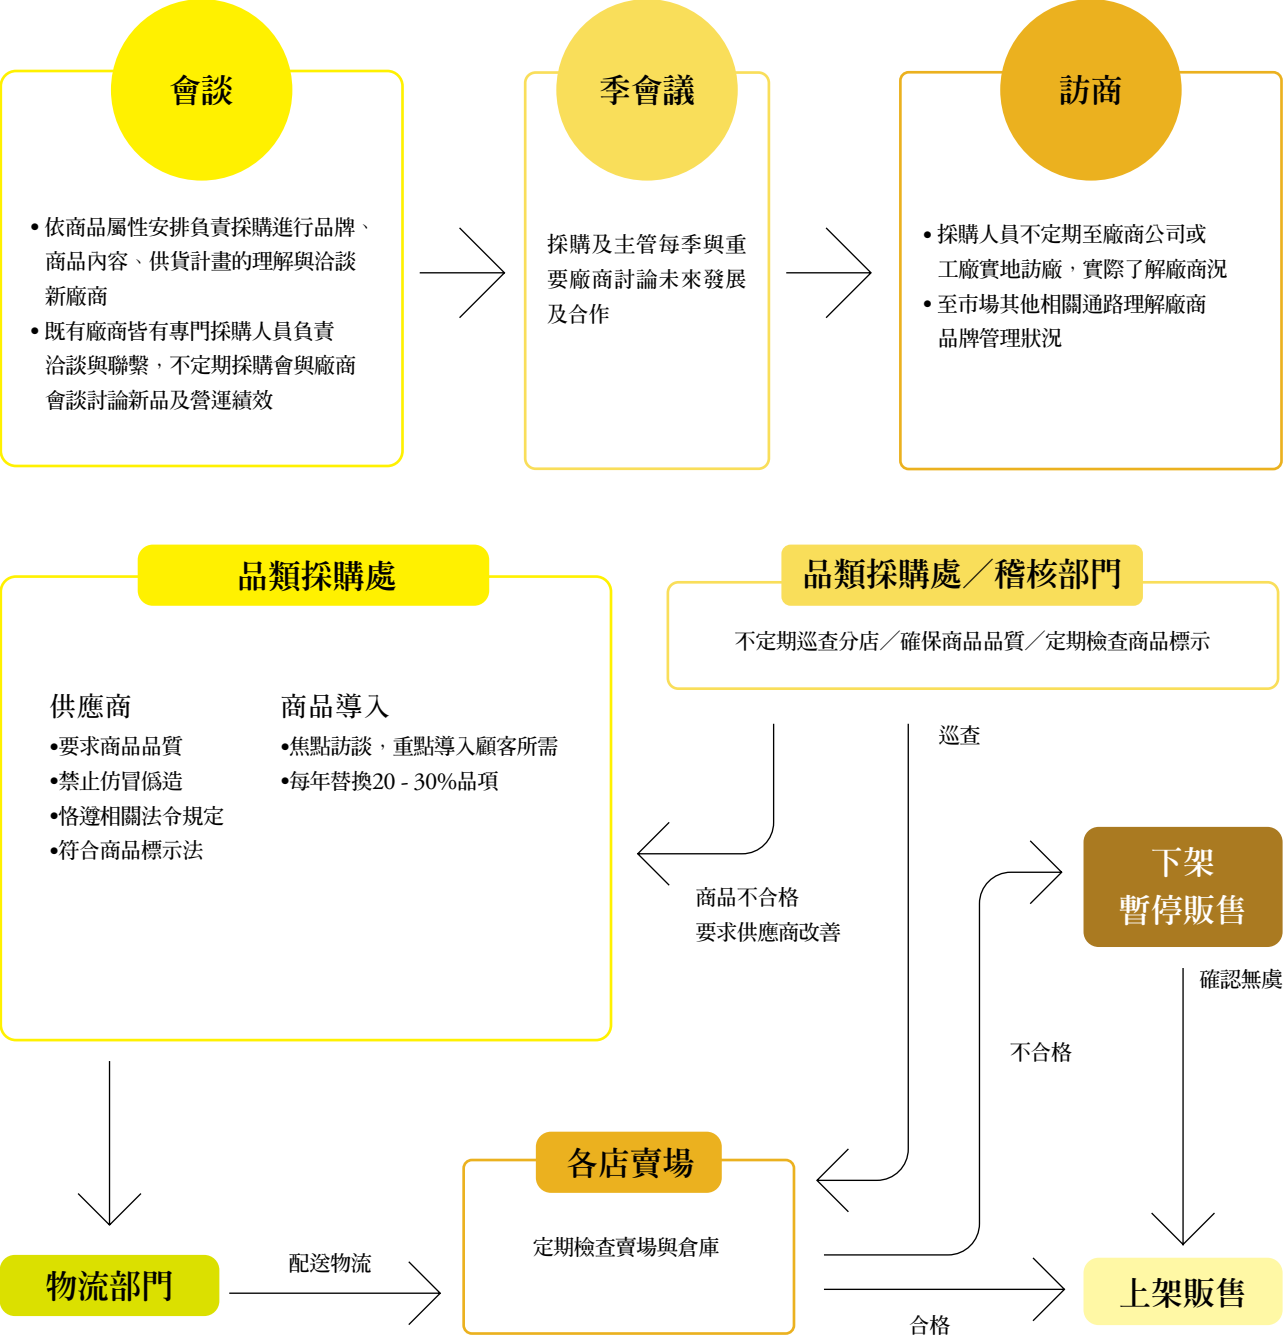 會談
• 依商品屬性安排負責採購進行品牌、
商品內容、供貨計畫的理解與洽談
新廠商
• 既有廠商皆有專門採購人員負責
洽談與聯繫，不定期採購會與廠商
會談討論新品及營運績效
季會議
採購及主管每季與重
要廠商討論未來發展
及合作
訪商
• 採購人員不定期至廠商公司或
工廠實地訪廠，實際了解廠商況
• 至市場其他相關通路理解廠商
品牌管理狀況
品類採購處
供應商
•要求商品品質
•禁止仿冒偽造
•恪遵相關法令規定
•符合商品標示法
商品導入
•焦點訪談，重點導入顧客所需
•每年替換20 - 30%品項
品類採購處／稽核部門
不定期巡查分店／確保商品品質／定期檢查商品標示
巡查
商品不合格
要求供應商改善
下架
暫停販售
確認無虞
不合格
各店賣場
定期檢查賣場與倉庫
物流部門
配送物流
合格
上架販售